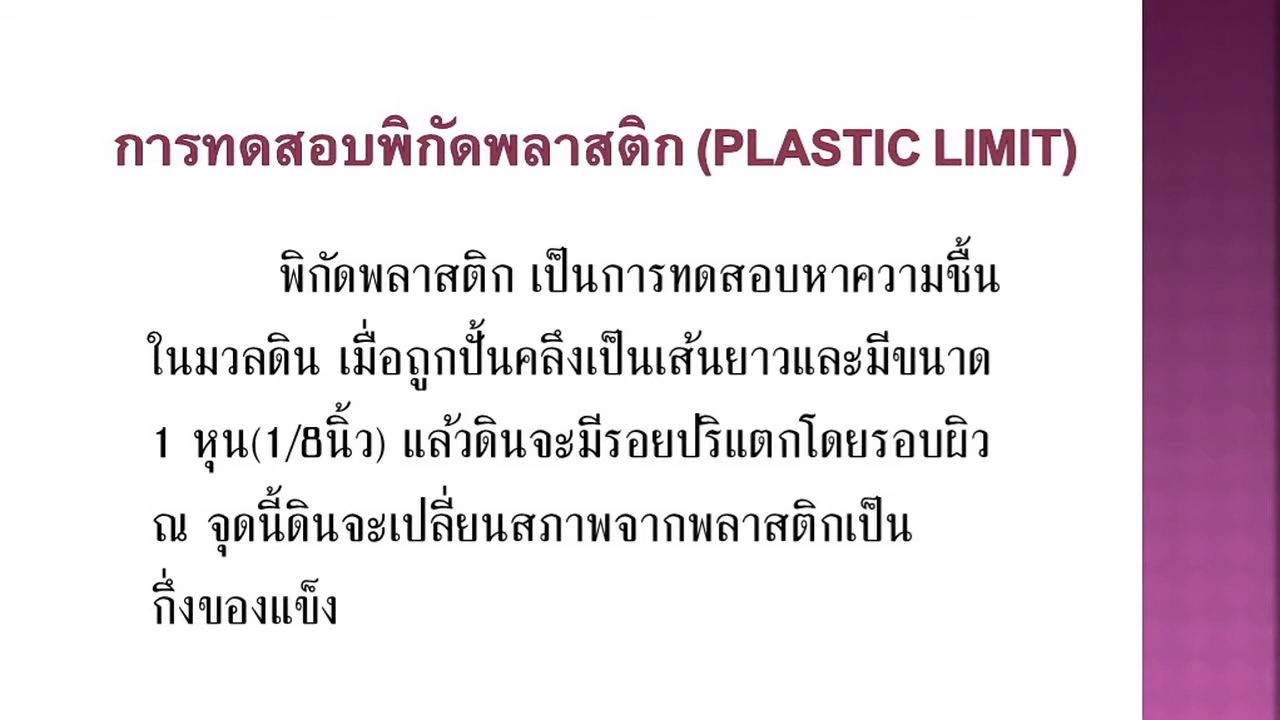 การทดสอบพิกัดพลาสติก (PLASTIC LIMIT)
พิกัดพลาสติก เป็นการทดสอบหาความชื้น
ในมวลดิน เมื่อถูกปั้นคลึงเป็นเส้นยาวและมีขนาด
1 หุน(1/8นิ้ว) แล้วดินจะมีรอยปริแตกโดยรอบผิว
ณ จุดนี้ดินจะเปลี่ยนสภาพจากพลาสติกเป็น
กึ่งของแข็ง